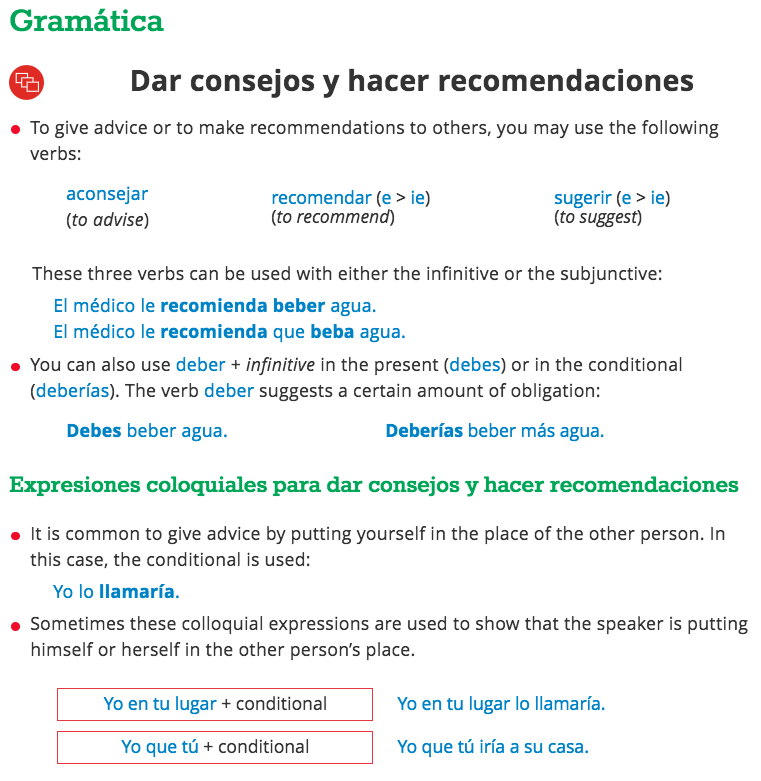 Gramática
Dar consejos y hacer recomendaciones
To give advice or to make recommendations to others, you may use the following
verbs:
aconsejar recomendar (e > ie) sugerir (e > ie)
(to advise) (to recommend) (to suggest)
These three verbs can be used with either the infinitive or the subjunctive:
El médico le recomienda beber agua.
El médico le recomienda que beba agua.
You can also use deber + infinitive in the present (debes) or in the conditional
(deberías). The verb deber suggests a certain amount of obligation:
Debes beber agua. Deberías beber más agua.
Expresiones coloquiales para dar consejos y hacer recomendaciones
It is common to give advice by putting yourself in the place of the other person. In
this case, the conditional is used:
Yo lo llamaría.
Sometimes these colloquial expressions are used to show that the speaker is putting
himself or herself in the other person’s place.
Yo en tu lugar + conditional Yo en tu lugar lo llamaría.
Yo que tú + conditional Yo que tú iría a su casa.